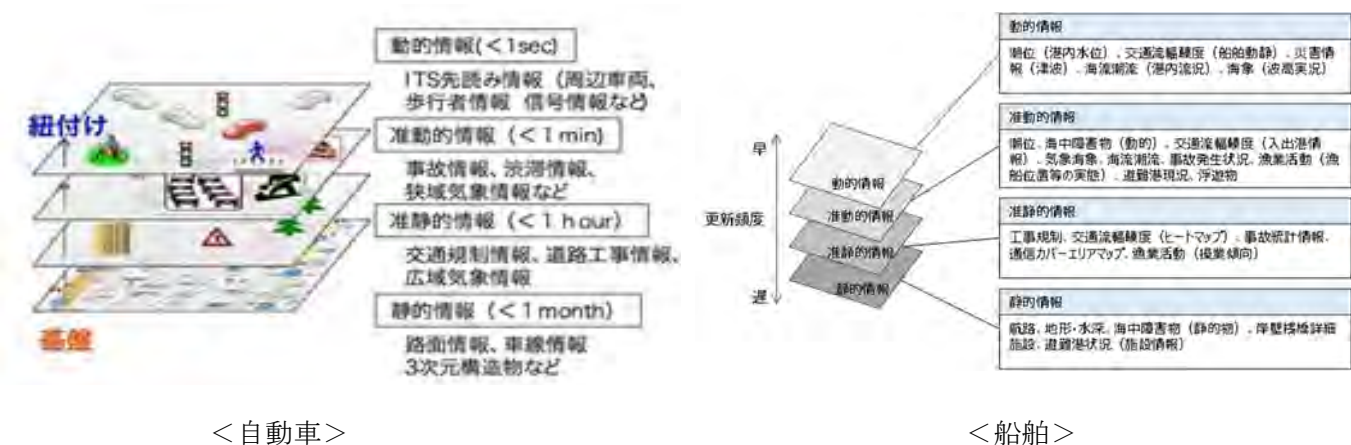 動的情報(<1sec)
ITS先読み情報(周辺車両、
歩行者情報 信号情報など)
紐付け
准動的情報(<1min)
事故情報、渋滞情報、
狭域気象情報など
准静的情報(<1hour)
交通規制情報、道路工事情報、
広域気象情報
静的情報(<1month)
基盤
路面情報、車線情報
3次元構造物など
<自動車>
早
更新頻度
遅
動的情報
准動的情報
准静的情報
静的情報
動的情報
潮位(港内水位)、交通流輻輳度(船舶動静)、災害情
報(津波)、海流潮流(港内流況)、海象(波高実況)
准動的情報
潮位、海中障害物(動的)、交通流輻輳度(入出港情
報)、気象海象、海流潮流、事故発生状況、漁業活動(漁
船位置等の実態)、避難港現況、浮遊物
准静的情報
工事規制、交通流輻輳度(ヒートマップ)、事故統計情報、
通信カバーエリアマップ、漁業活動(操業傾向)
静的情報
航路、地形・水深、海中障害物(静的物)、岸壁桟橋詳細
施設、避難港状況(施設情報)
<船舶>